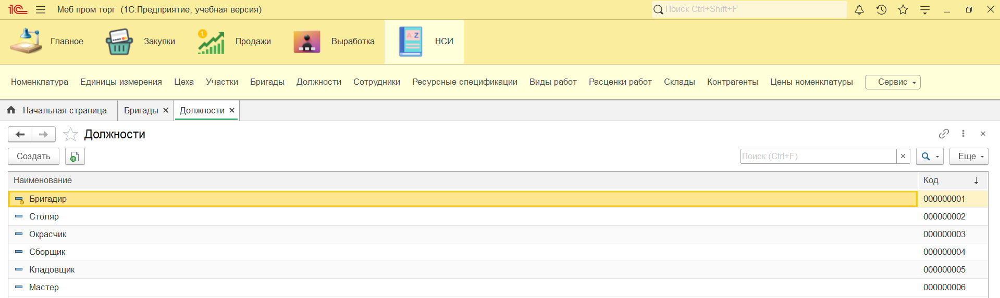 1С Меб пром торг (1С:Предприятие, учебная версия) Поиск Ctrl+Shift+F
Главное Закупки 1 Продажи Выработка A Z НСИ
Номенклатура Единицы измерения Цеха Участки Бригады Должности Сотрудники Ресурсные спецификации Виды работ Расценки работ Склады Контрагенты Цены номенклатуры Сервис
Начальная страница Бригады Должности
Должности
Создать Поиск (Ctrl+F) Еще
Наименование Код
Бригадир 000000001
Столяр 000000002
Окрасчик 000000003
Сборщик 000000004
Кладовщик 000000005
Мастер 000000006